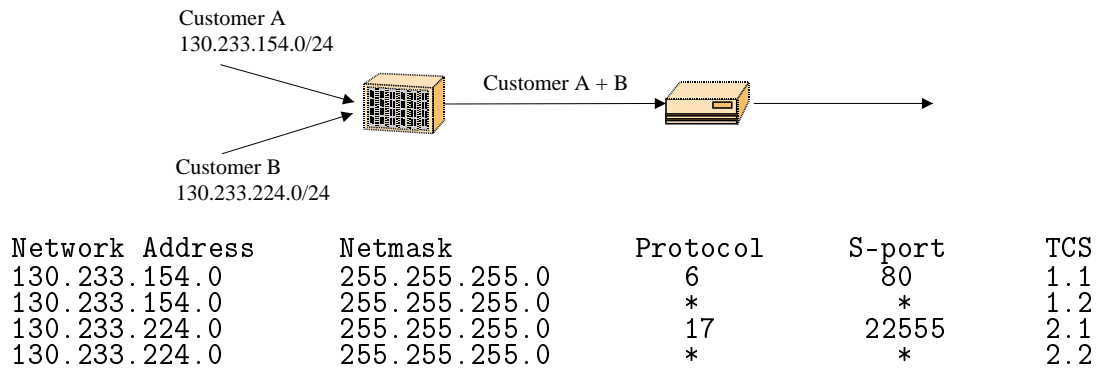 Customer A
130.233.154.0/24
Customer A + B
Customer B
130.233.224.0/24
Network Address Netmask Protocol S-port TCS
130.233.154.0 255.255.255.0 6 80 1.1
130.233.154.0 255.255.255.0 * * 1.2
130.233.224.0 255.255.255.0 17 22555 2.1
130.233.224.0 255.255.255.0 * * 2.2